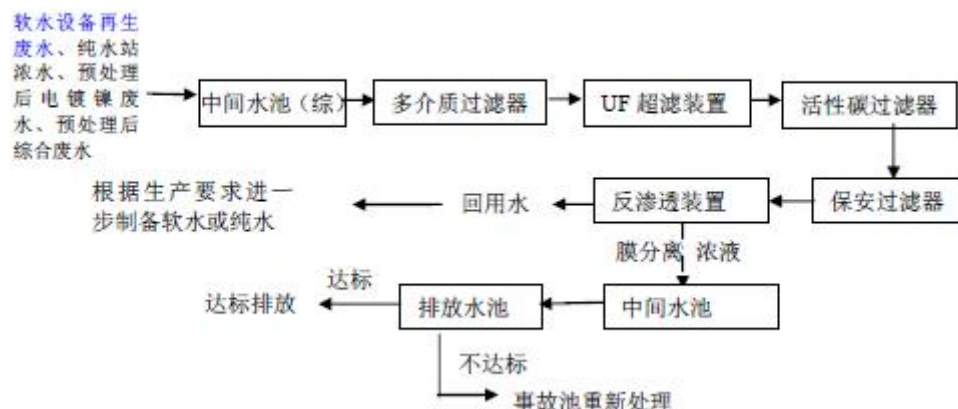 软水设备再生
废水、纯水站
浓水、预处理
后电镀镍废
水、预处理后
综合废水
中间水池（综）
多介质过滤器
UF 超滤装置
活性碳过滤器
根据生产要求进一
步制备软水或纯水
回用水
反渗透装置
保安过滤器
膜分离 浓液
达标排放
达标
排放水池
中间水池
不达标
事故池重新处理